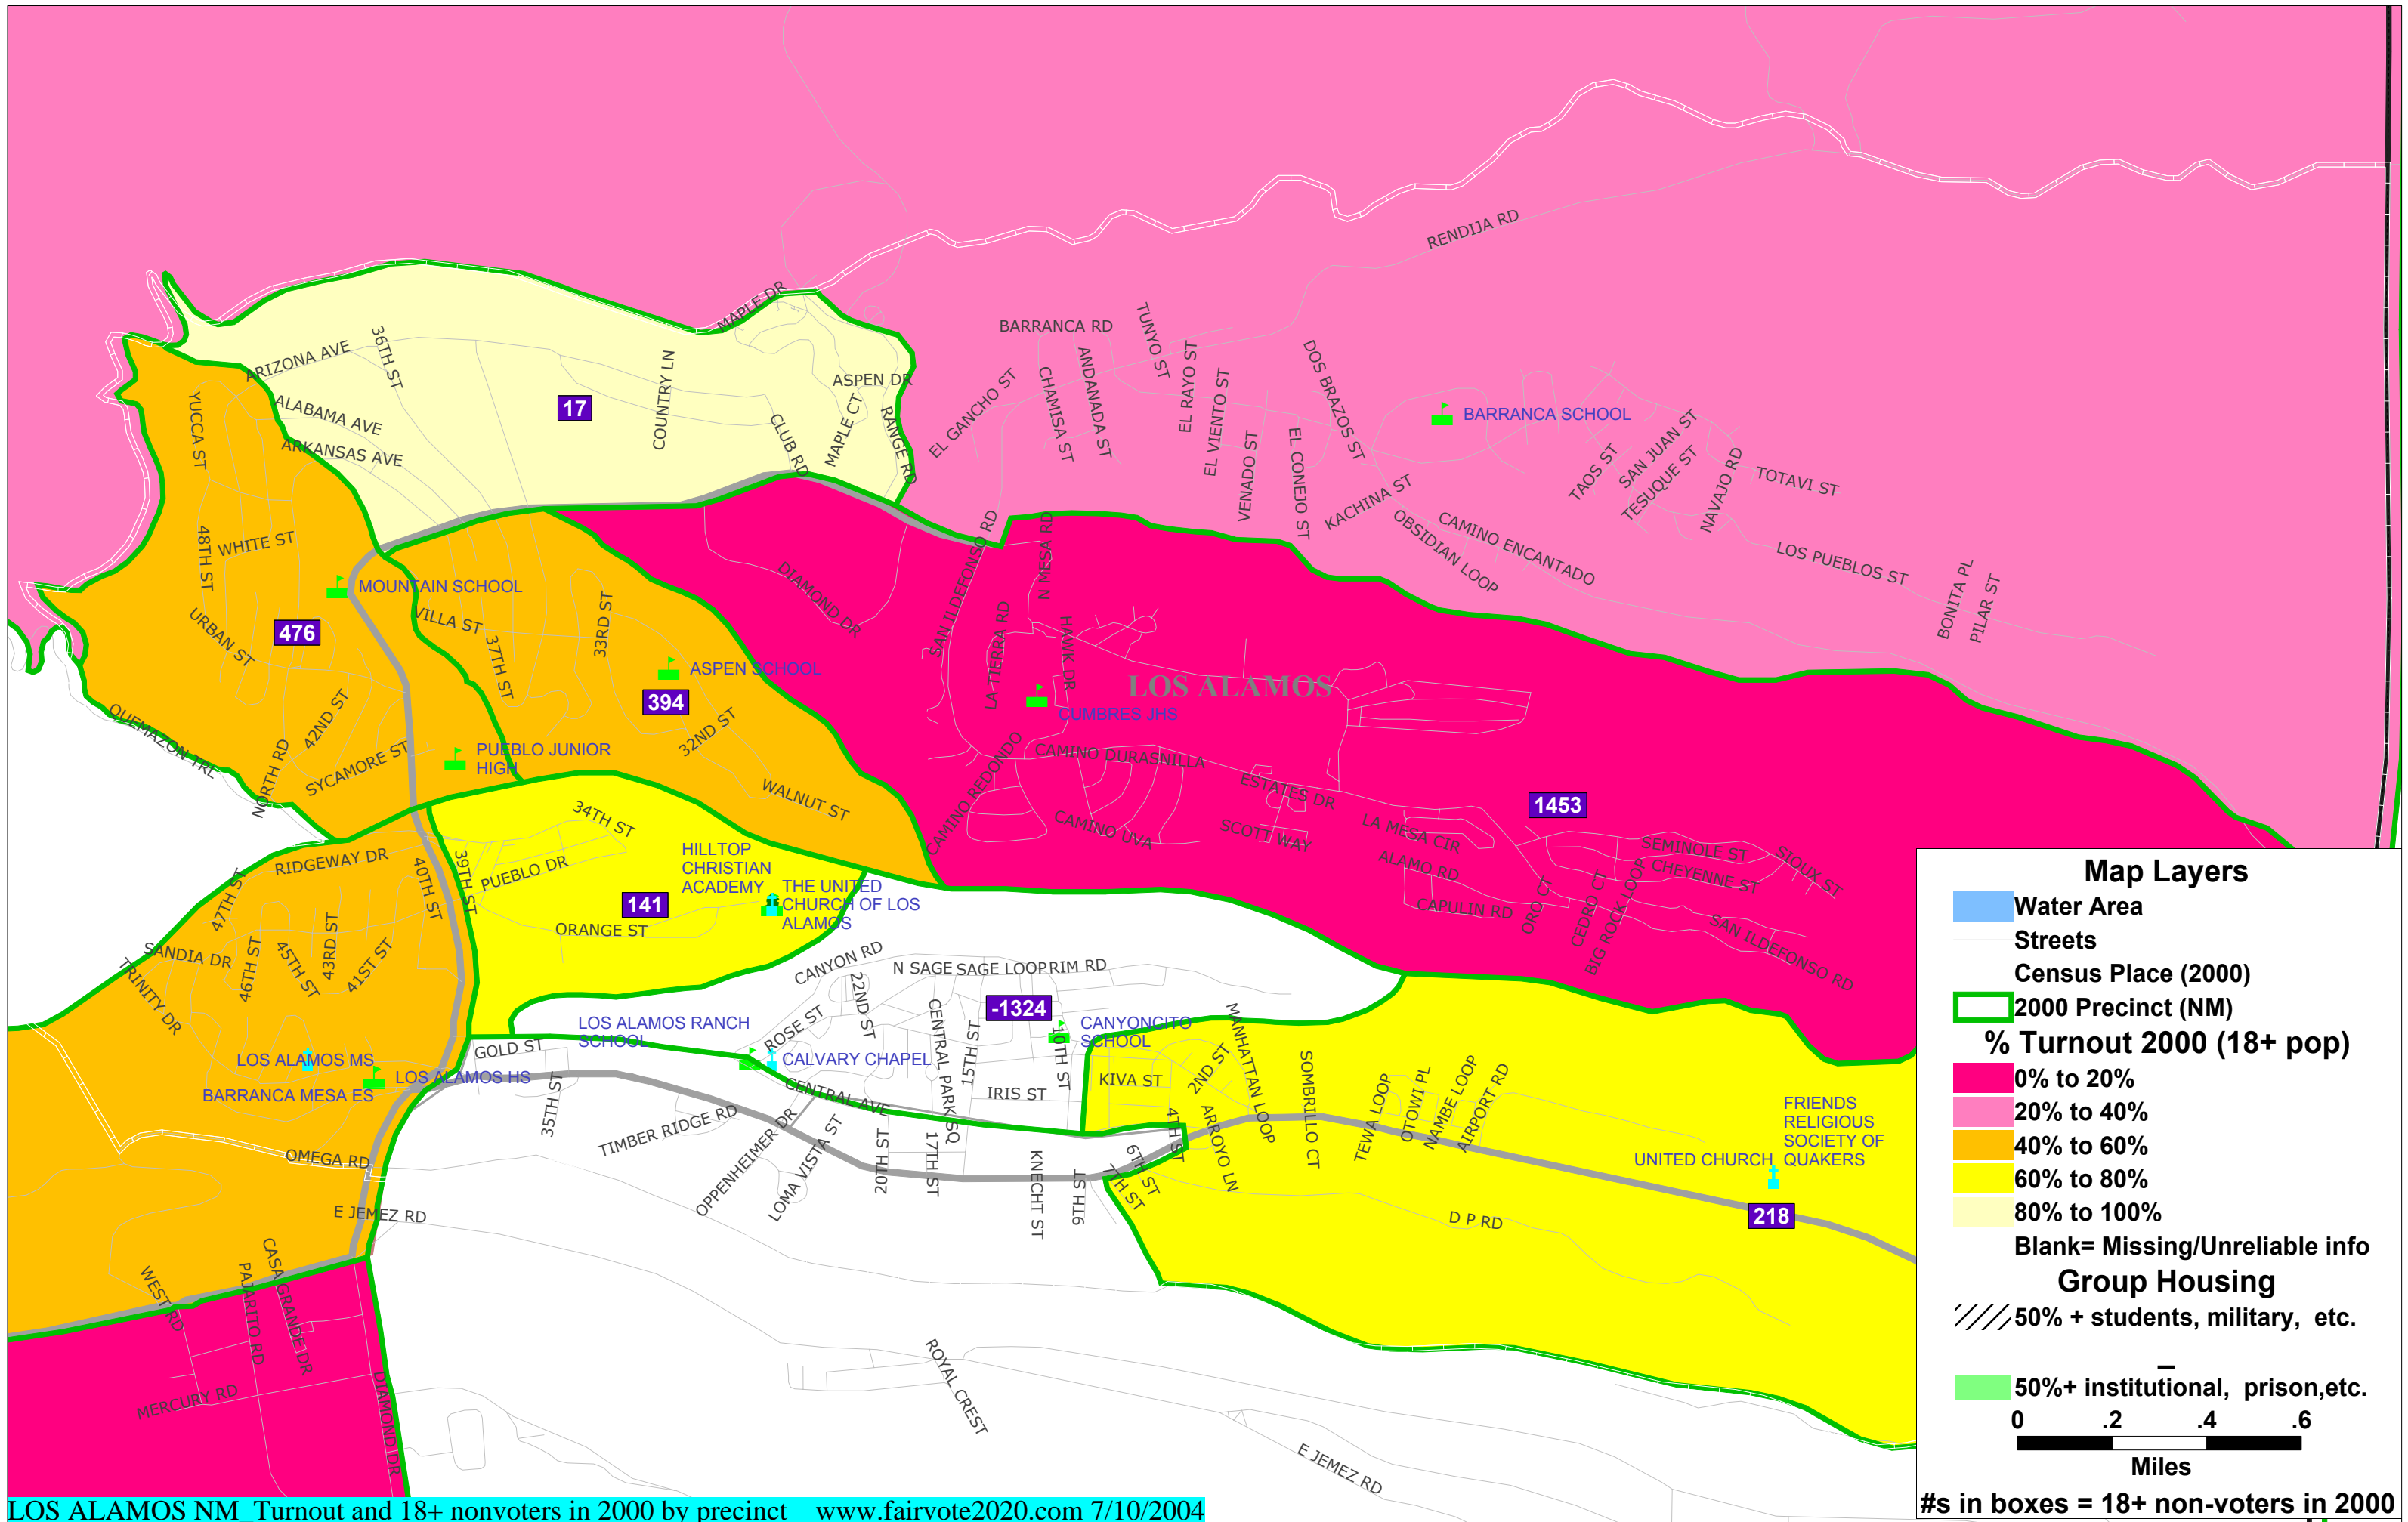 RENDIJA RD
MAPLE DR
BARRANCA RD
TUNYO ST
36TH ST
ARIZONA AVE
COUNTRY LN
ASPEN DR
EL GANCHO ST
CHAMISA ST
ANDANADA ST
EL RAYO ST
EL VIENTO ST
DOS BRAZOS ST
BARRANCA SCHOOL
YUCCA ST
ALABAMA AVE
17
CLUB RD
MAPLE CT
RANGE RD
VENADO ST
EL CONEJO ST
TAOS ST
SAN JUAN ST
TESUQUE ST
NAVAJO RD
TOTAVI ST
ARKANSAS AVE
KACHINA ST
OBSIDIAN LOOP
CAMINO ENCANTADO
LOS PUEBLOS ST
BONITA PL
PILAR ST
48TH ST
WHITE ST
MOUNTAIN SCHOOL
DIAMOND DR
SAN ILDEFONSO RD
N MESA RD
URBAN ST
476
VILLA ST
37TH ST
33RD ST
ASPEN SCHOOL
394
LA TIERRA RD
HAWK DR
LOS ALAMOS
CUMBRES JHS
QUEMAZON TRL
NORTH RD
42ND ST
SYCAMORE ST
PUEBLO JUNIOR
HIGH
32ND ST
WALNUT ST
CAMINO REDONDO
CAMINO DURASNILLA
ESTATES DR
1453
CAMINO UVA
SCOTT WAY
LA MESA CIR
ALAMO RD
SEMINOLE ST
CHEYENNE ST
SIOUX ST
34TH ST
RIDGEWAY DR
40TH ST
39TH ST
PUEBLO DR
HILLTOP
CHRISTIAN
ACADEMY
THE UNITED
CHURCH OF LOS
ALAMOS
141
ORANGE ST
CAPULIN RD
ORO CT
CEDRO CT
BIG ROCK LOOP
SAN ILDEFONSO RD
47TH ST
SANDIA DR
46TH ST
45TH ST
43RD ST
41ST ST
TRINITY DR
CANYON RD
N SAGE
SAGE LOOP
RIM RD
22ND ST
ROSE ST
CENTRAL PARK SQ
15TH ST
-1324
10TH ST
CANYONCITO
SCHOOL
MANHATTAN LOOP
LOS ALAMOS RANCH
SCHOOL
CALVARY CHAPEL
GOLD ST
LOS ALAMOS MS
LOS ALAMOS HS
BARRANCA MESA ES
35TH ST
CENTRAL AVE
IRIS ST
KIVA ST
2ND ST
SOMBRILLO CT
TEWA LOOP
OTOWI PL
NAMBE LOOP
AIRPORT RD
FRIENDS
RELIGIOUS
SOCIETY OF
QUAKERS
UNITED CHURCH
TIMBER RIDGE RD
OPPENHEIMER DR
LOMA VISTA ST
20TH ST
17TH ST
KNECHT ST
9TH ST
7TH ST
6TH ST
4TH ST
ARROYO LN
218
D P RD
OMEGA RD
E JEMEZ RD
WEST RD
PAJARITO RD
CASA GRANDE DR
MERCURY RD
DIAMOND DR
ROYAL CREST
E JEMEZ RD
Map Layers
Water Area
Streets
Census Place (2000)
2000 Precinct (NM)
% Turnout 2000 (18+ pop)
0% to 20%
20% to 40%
40% to 60%
60% to 80%
80% to 100%
Blank= Missing/Unreliable info
Group Housing
50% + students, military, etc.
50%+ institutional, prison,etc.
0 .2 .4 .6
Miles
#s in boxes = 18+ non-voters in 2000
LOS ALAMOS NM Turnout and 18+ nonvoters in 2000 by precinct www.fairvote2020.com 7/10/2004